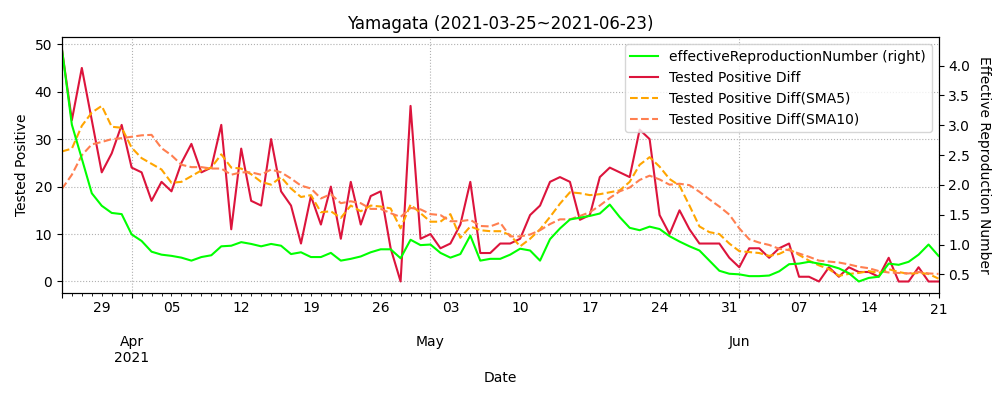 Yamagata (2021-03-25~2021-06-23)
effectiveReproductionNumber (right)
Tested Positive Diff
Tested Positive Diff(SMA5)
Tested Positive Diff(SMA10)
Tested Positive
50
40
30
20
10
0
4.0
3.5
3.0
2.5
2.0
1.5
1.0
0.5
Effective Reproduction Number
29 05 12 19 26 03 10 17 24 31 07 14 21
Apr May Jun
2021
Date